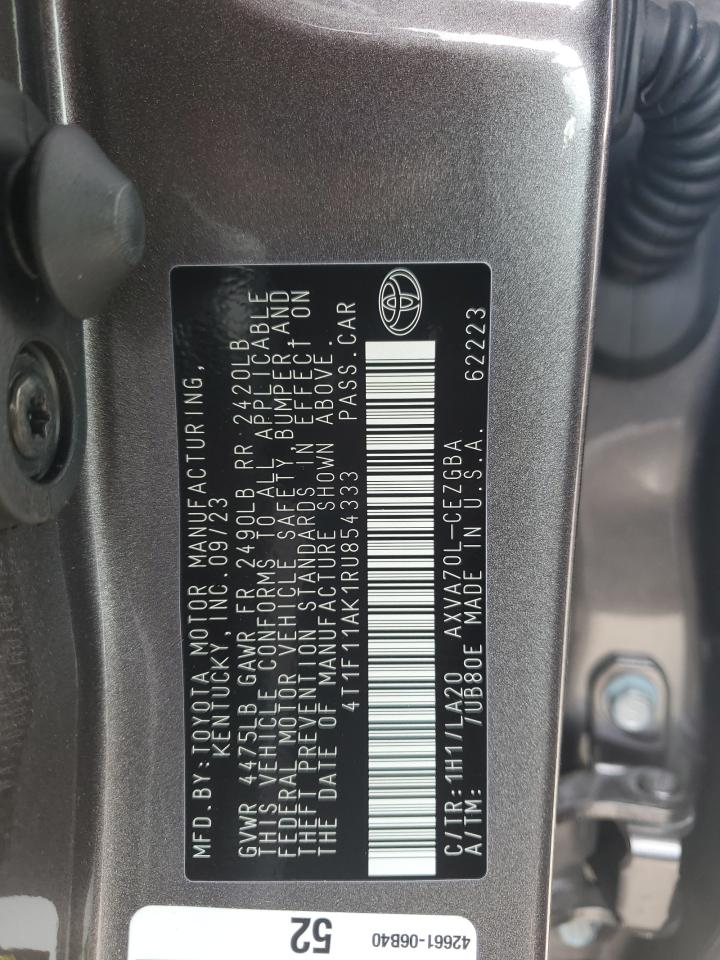 MFD.BY:TOYOTA MOTOR MANUFACTURING,
KENTUCKY, INC. 09/23
GVWR 4475LB GAWR FR 2490LB RR 2420LB
THIS VEHICLE CONFORMS TO ALL APPLICABLE
FEDERAL MOTOR VEHICLE SAFETY, BUMPER, AND
THEFT PREVENTION STANDARDS IN EFFECT ON
THE DATE OF MANUFACTURE SHOWN ABOVE.
4T1F11AK1RU854333 PASS.CAR
C/TR:1H1/LA20 AXVA70L-CEZGBA
A/TM: /UB80E MADE IN U.S.A. 62223
52
42661-06B40